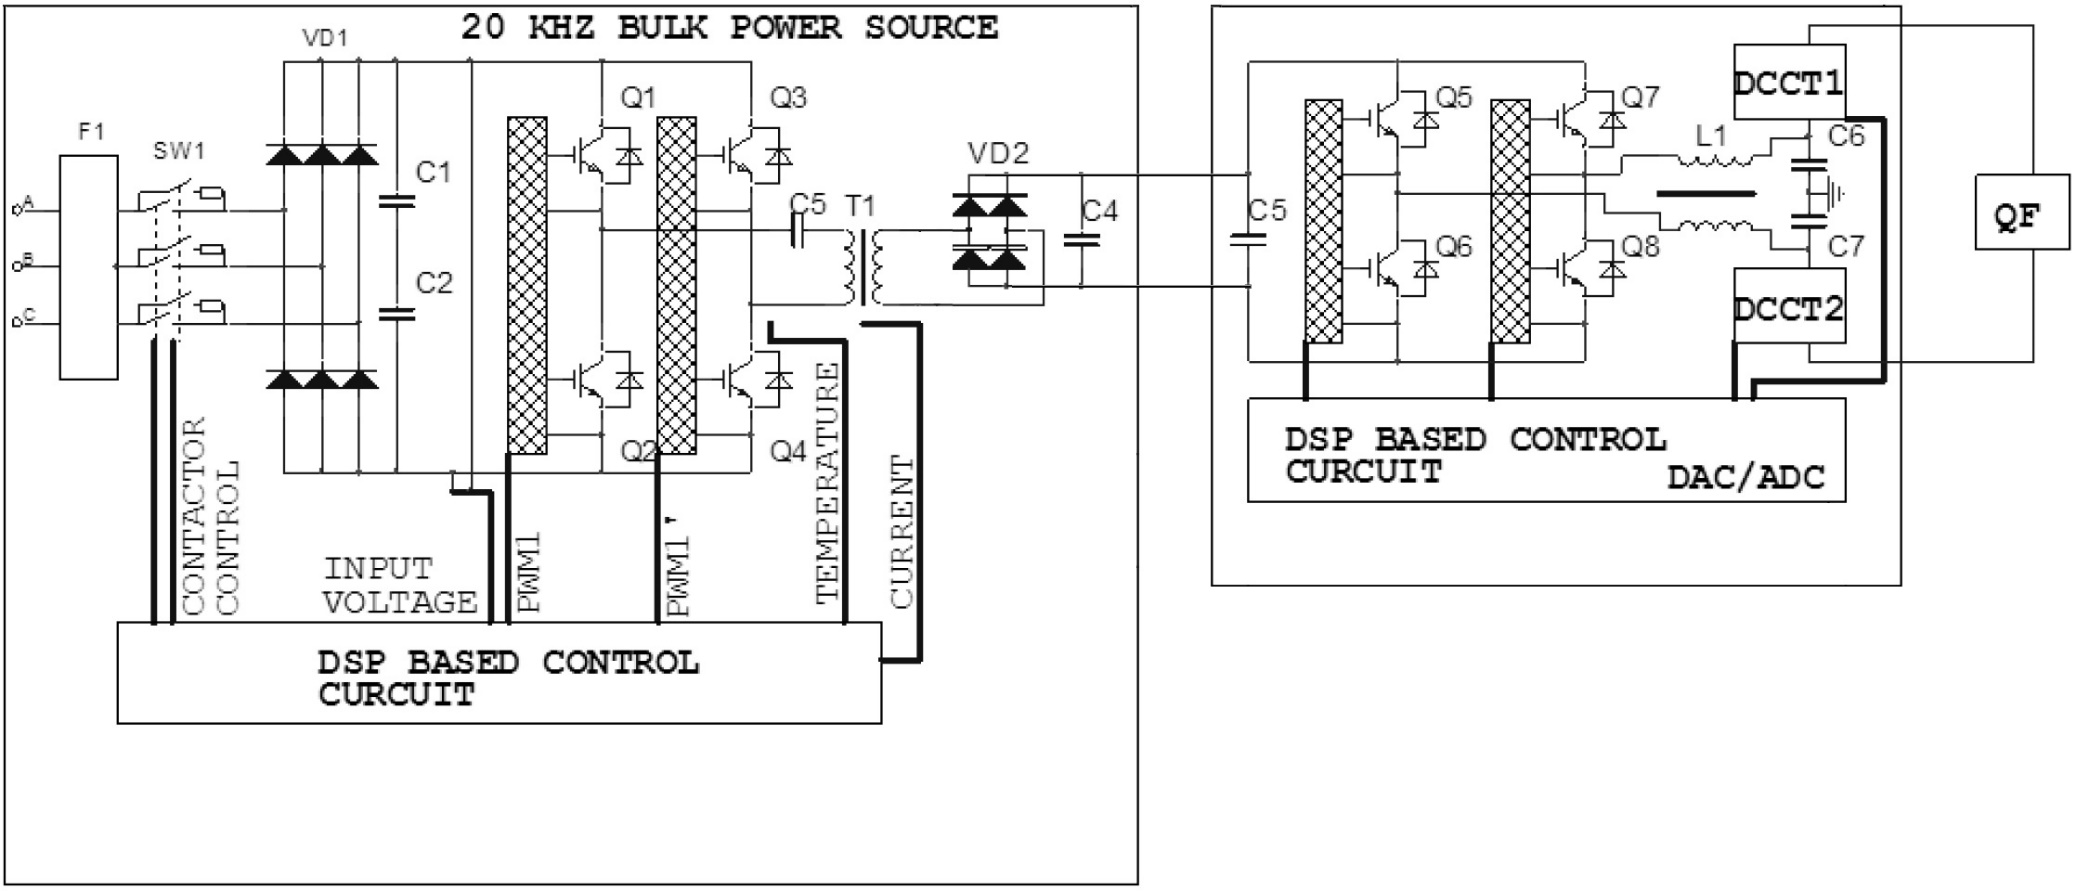 20 KHZ BULK POWER SOURCE
VD1
F1
SW1
A
B
C
C1
C2
Q1
Q3
Q2
Q4
C5
T1
VD2
C4
CONTACTOR
CONTROL
INPUT
VOLTAGE
PWM1
PWM1'
TEMPERATURE
CURRENT
DSP BASED CONTROL
CURCUIT
C5
Q5
Q7
Q6
Q8
L1
DCCT1
C6
C7
DCCT2
QF
DSP BASED CONTROL
CURCUIT
DAC/ADC